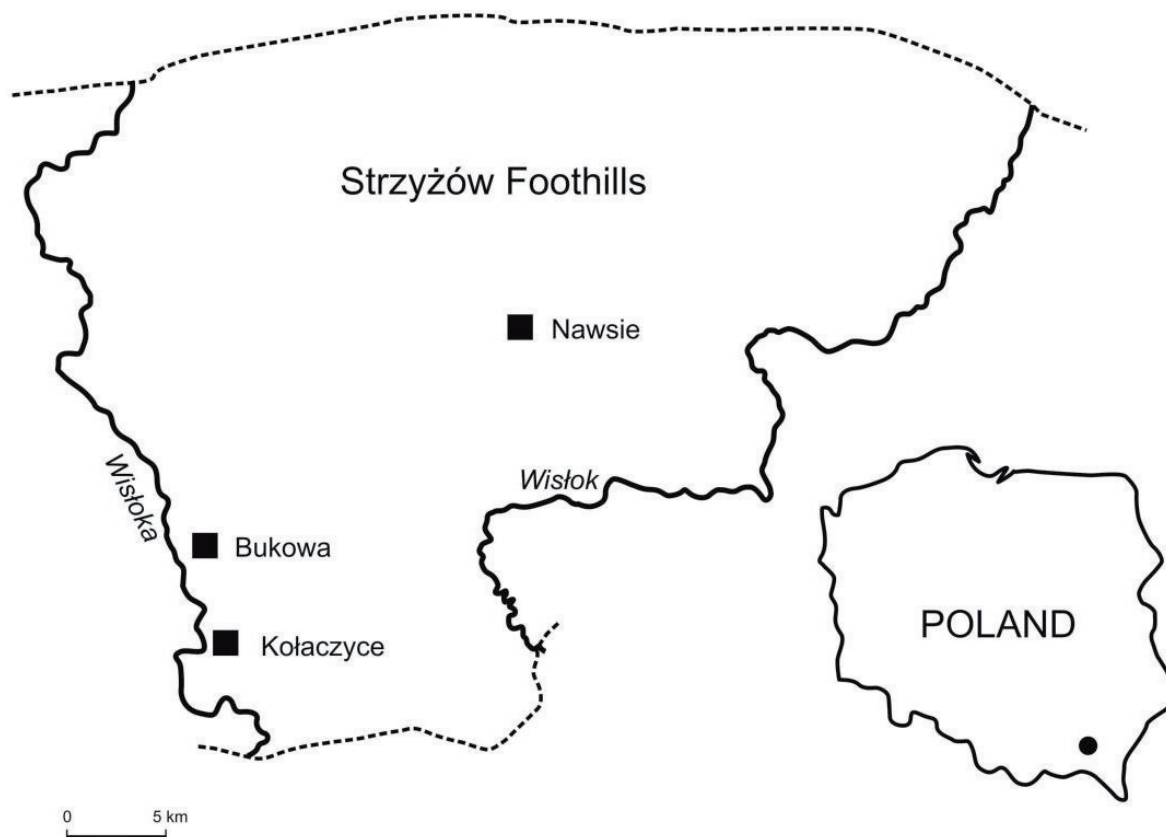 Strzyżów Foothills
Nawsie
Wisłoka
Wisłok
Bukowa
Kołaczyce
POLAND
0 5 km